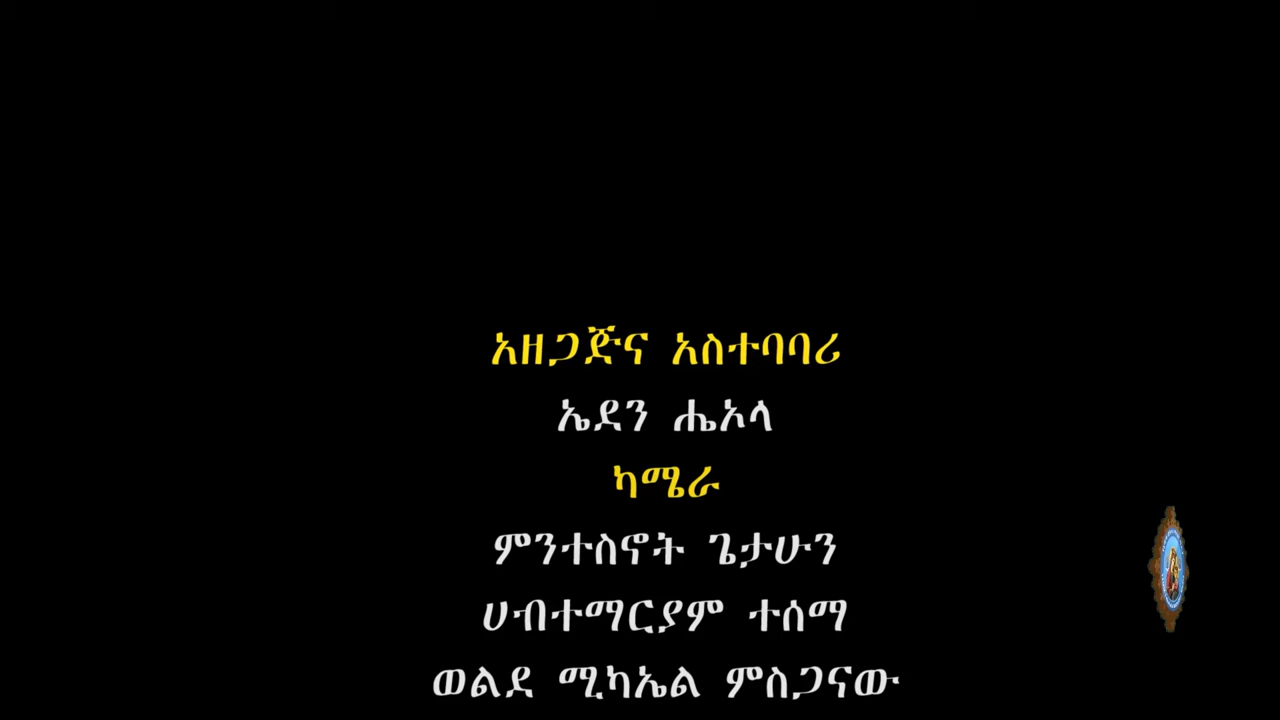 አዘጋጅና አስተባባሪ
ኤደን ሔኦላ
ካሜራ
ምንተስኖት ጌታሁን
ሀብተማርያም ተሰማ
ወልደ ሚካኤል ምስጋናው